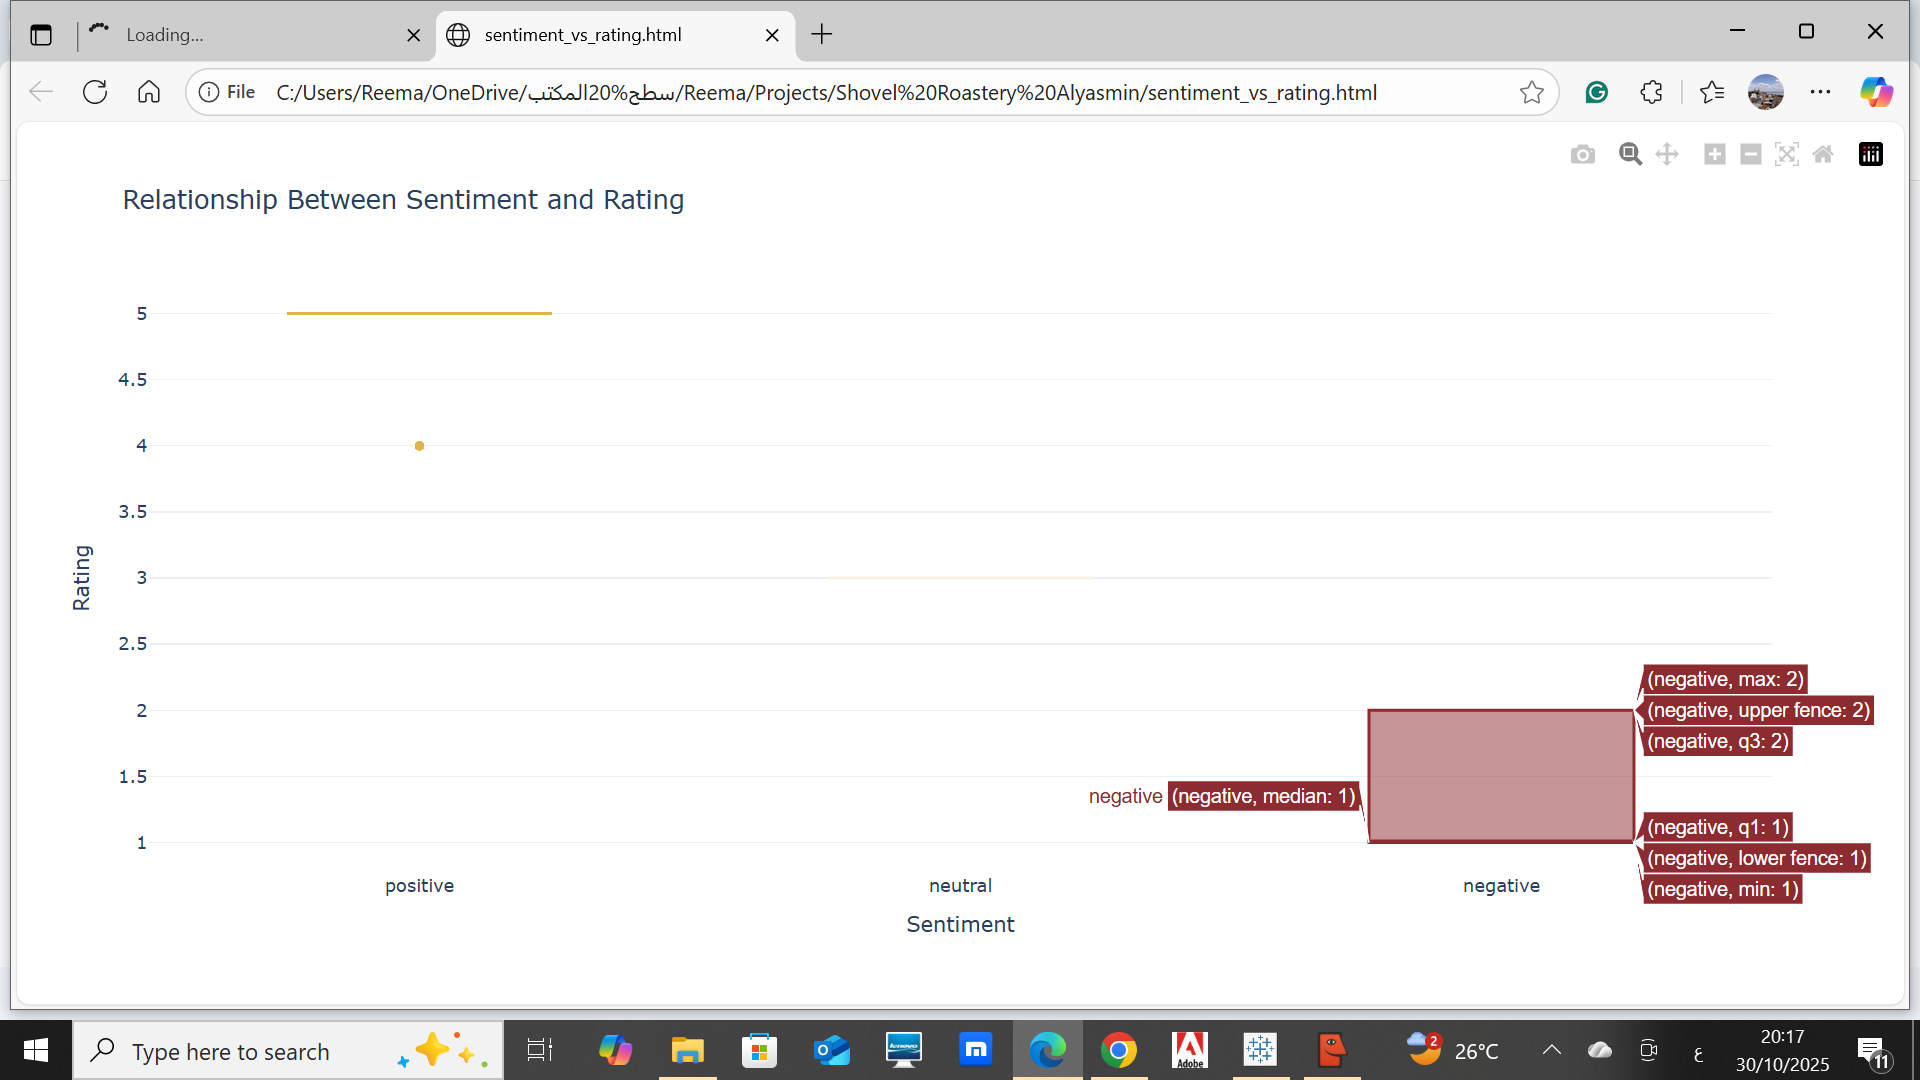 Loading...
sentiment_vs_rating.html
File
C:/Users/Reema/OneDrive/سطح%20المكتب/Reema/Projects/Shovel%20Roastery%20Alyasmin/sentiment_vs_rating.html
Relationship Between Sentiment and Rating
5
4.5
4
3.5
3
2.5
2
1.5
1
Rating
(negative, max: 2)
(negative, upper fence: 2)
(negative, q3: 2)
negative (negative, median: 1)
(negative, q1: 1)
(negative, lower fence: 1)
(negative, min: 1)
positive
neutral
negative
Sentiment
Type here to search
Lenovo
m
Adobe
2
26°C
ع
20:17
30/10/2025
11